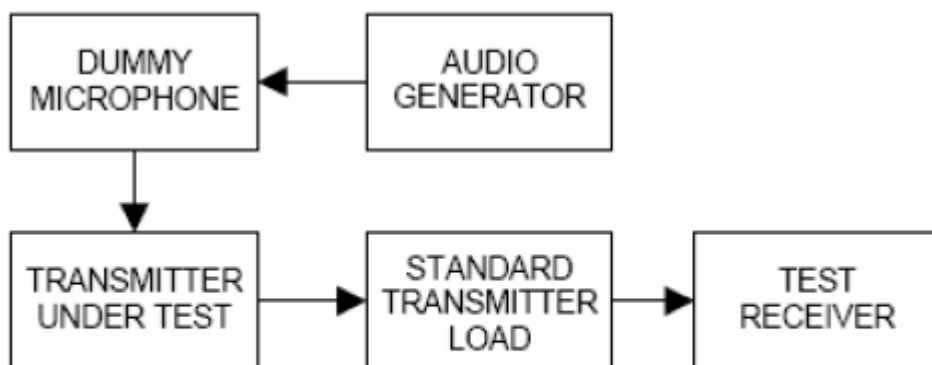 DUMMY
MICROPHONE
AUDIO
GENERATOR
TRANSMITTER
UNDER TEST
STANDARD
TRANSMITTER
LOAD
TEST
RECEIVER